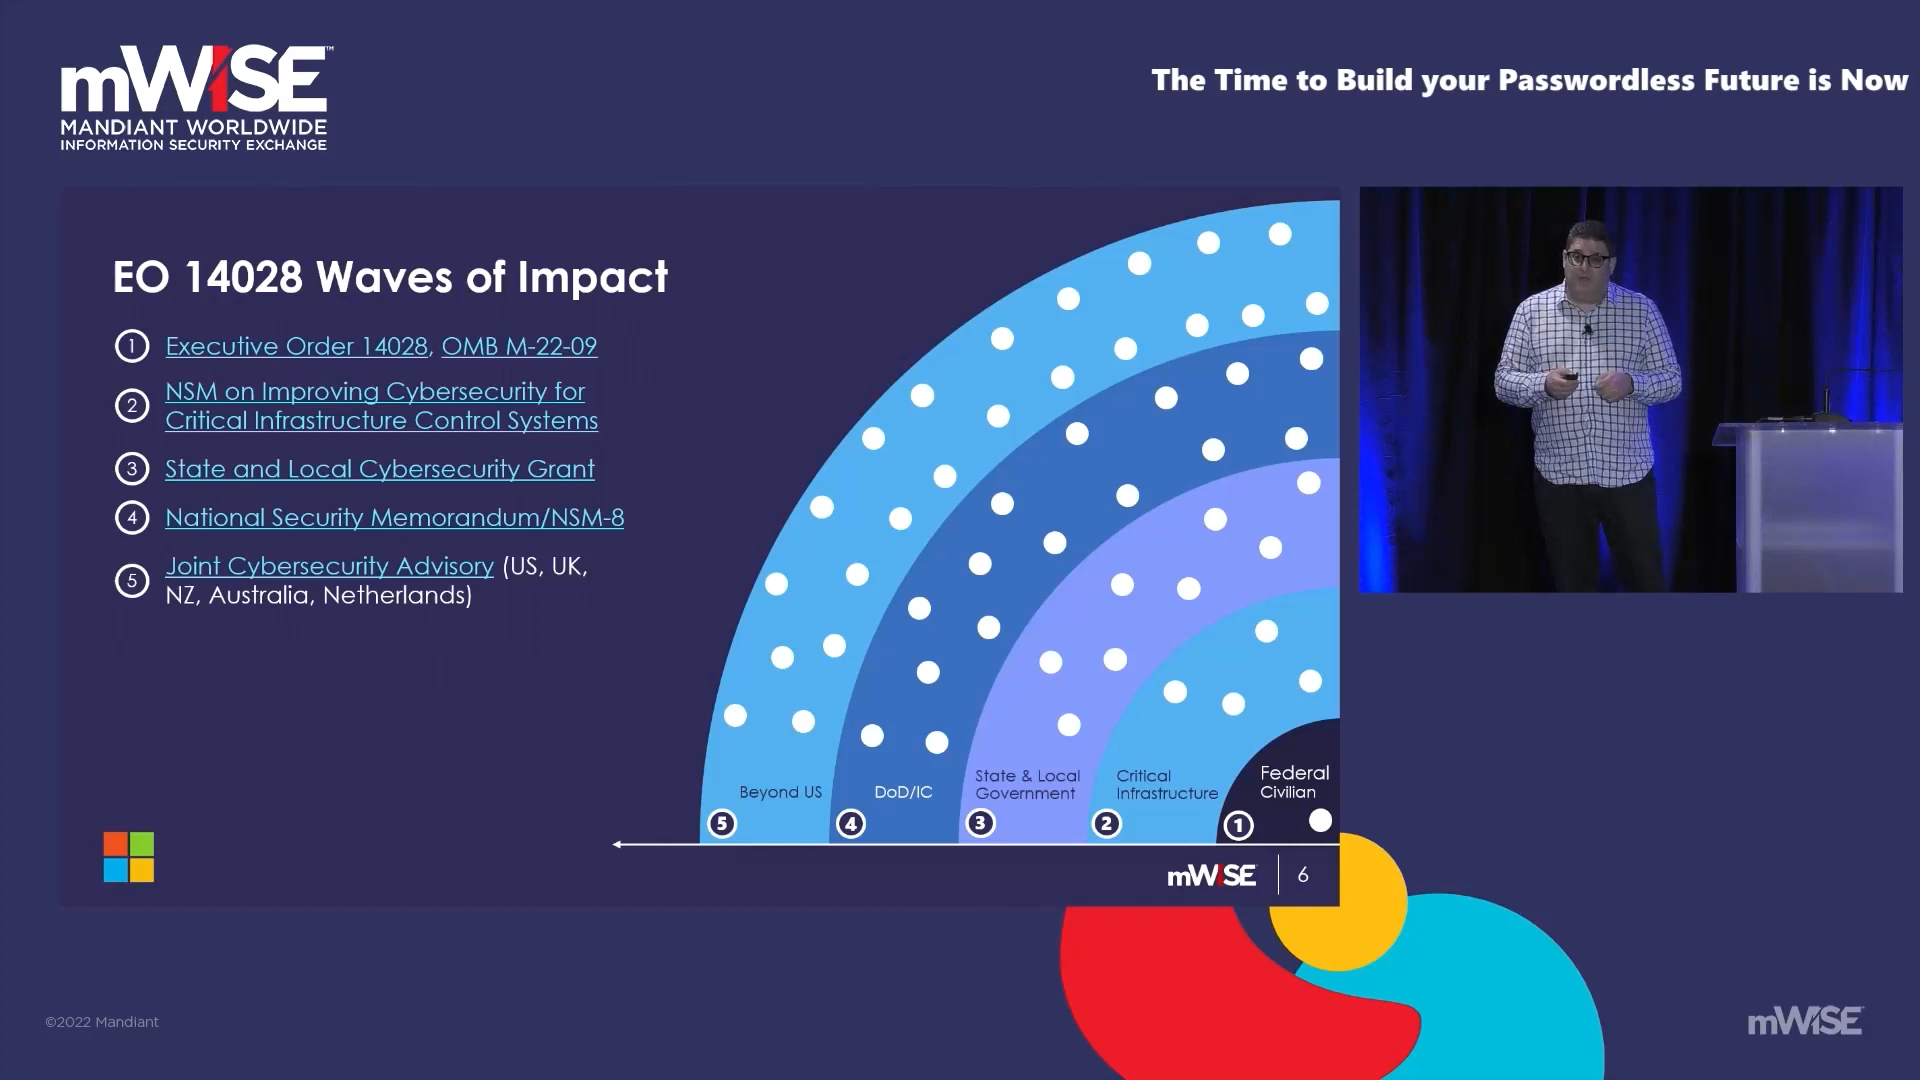 mWISE™
MANDIANT WORLDWIDE
INFORMATION SECURITY EXCHANGE
The Time to Build your Passwordless Future is Now
EO 14028 Waves of Impact
1 Executive Order 14028, OMB M-22-09
2 NSM on Improving Cybersecurity for
Critical Infrastructure Control Systems
3 State and Local Cybersecurity Grant
4 National Security Memorandum/NSM-8
5 Joint Cybersecurity Advisory (US, UK,
NZ, Australia, Netherlands)
Beyond US
5
DoD/IC
4
State & Local
Government
3
Critical
Infrastructure
2
Federal
Civilian
1
mWISE 6
©2022 Mandiant
mWISE